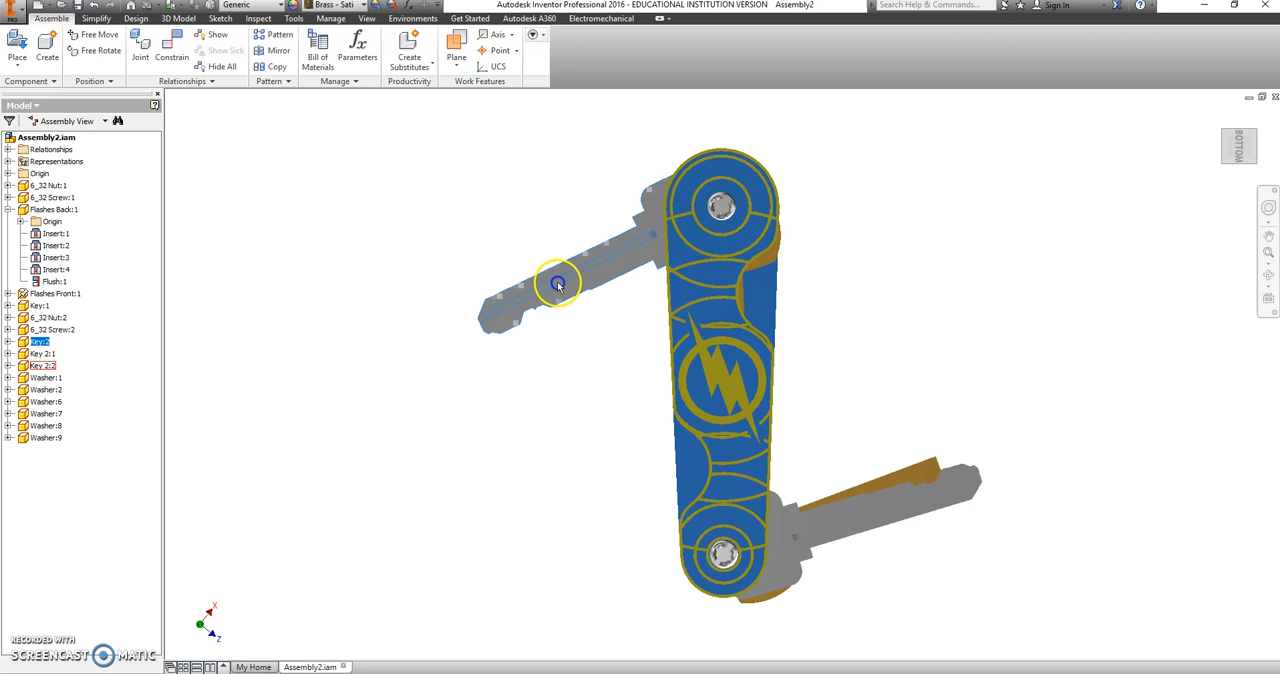 PRO
Generic
Brass - Sati
Autodesk Inventor Professional 2016 - EDUCATIONAL INSTITUTION VERSION Assembly2
Search Help & Commands...
Sign In
Assemble Simplify Design 3D Model Sketch Inspect Tools Manage View Environments Get Started Autodesk A360 Electromechanical
Place
Create
Free Move
Free Rotate
Joint
Constrain
Show
Show Sick
Hide All
Pattern
Mirror
Copy
Bill of Materials
fx
Parameters
Create Substitutes
Plane
Axis
Point
UCS
Component Position Relationships Pattern Manage Productivity Work Features
Model
Assembly View
Assembly2.iam
Relationships
Representations
Origin
6_32 Nut:1
6_32 Screw:1
Flashes Back:1
Origin
Insert:1
Insert:2
Insert:3
Insert:4
Flush:1
Flashes Front:1
Key:1
6_32 Nut:2
6_32 Screw:2
Key:2
Key 2:1
Key 2:2
Washer:1
Washer:2
Washer:6
Washer:7
Washer:8
Washer:9
BOTTOM
X
Z
RECORDED WITH
SCREENCAST MATIC
My Home
Assembly2.iam